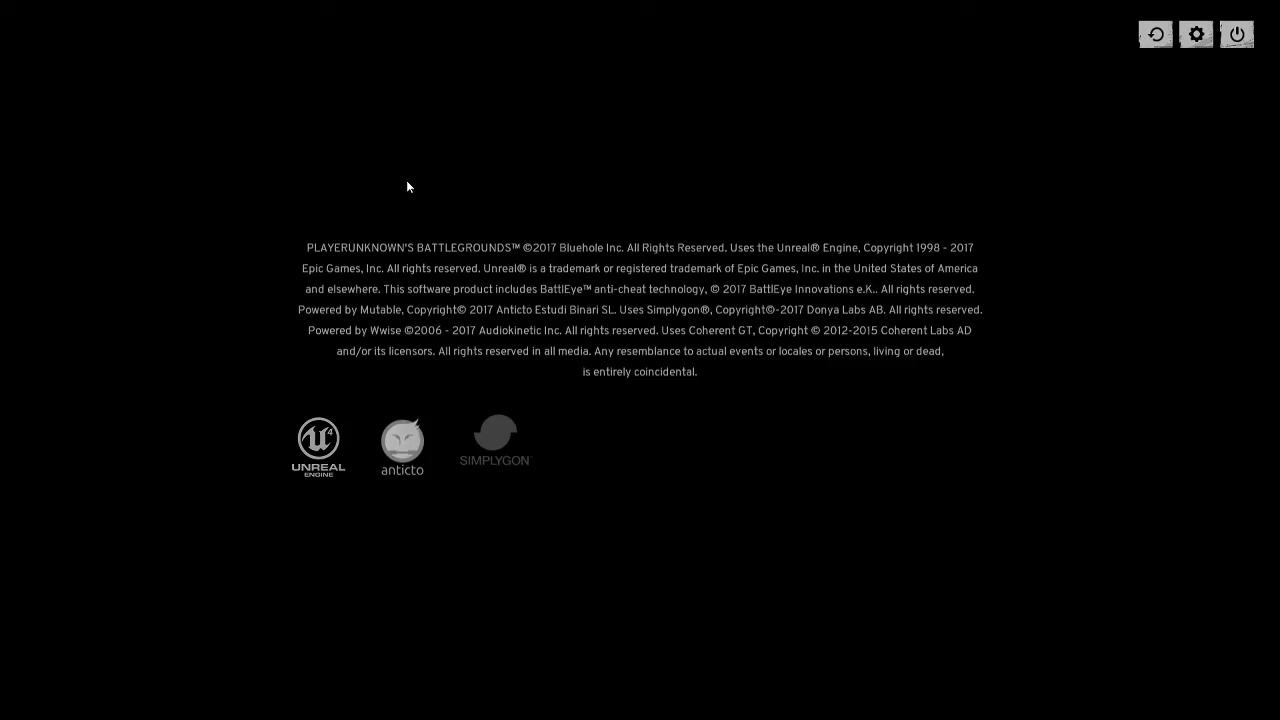 PLAYERUNKNOWN'S BATTLEGROUNDS™ ©2017 Bluehole Inc. All Rights Reserved. Uses the Unreal® Engine, Copyright 1998 - 2017
Epic Games, Inc. All rights reserved. Unreal® is a trademark or registered trademark of Epic Games, Inc. in the United States of America
and elsewhere. This software product includes BattlEye™ anti-cheat technology, © 2017 BattlEye Innovations e.K.. All rights reserved.
Powered by Mutable, Copyright© 2017 Anticto Estudi Binari SL. Uses Simplygon®, Copyright©-2017 Donya Labs AB. All rights reserved.
Powered by Wwise ©2006 - 2017 Audiokinetic Inc. All rights reserved. Uses Coherent GT, Copyright © 2012-2015 Coherent Labs AD
and/or its licensors. All rights reserved in all media. Any resemblance to actual events or locales or persons, living or dead,
is entirely coincidental.
U4
UNREAL
ENGINE
anticto
SIMPLYGON